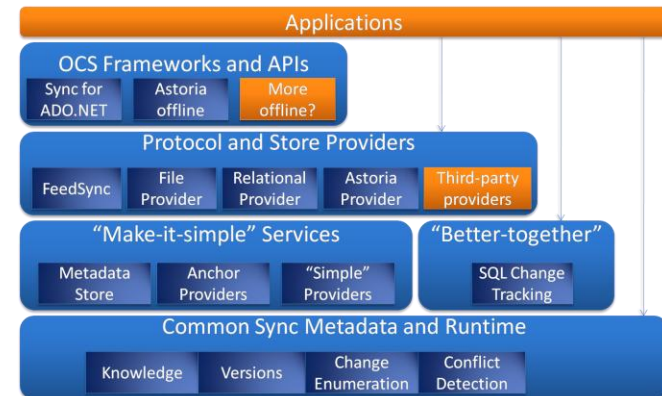 Applications
OCS Frameworks and APIs
Sync for
ADO.NET
Astoria
offline
More
offline?
Protocol and Store Providers
FeedSync
File
Provider
Relational
Provider
Astoria
Provider
Third-party
providers
“Make-it-simple” Services
Metadata
Store
Anchor
Providers
“Simple”
Providers
“Better-together”
SQL Change
Tracking
Common Sync Metadata and Runtime
Knowledge
Versions
Change
Enumeration
Conflict
Detection